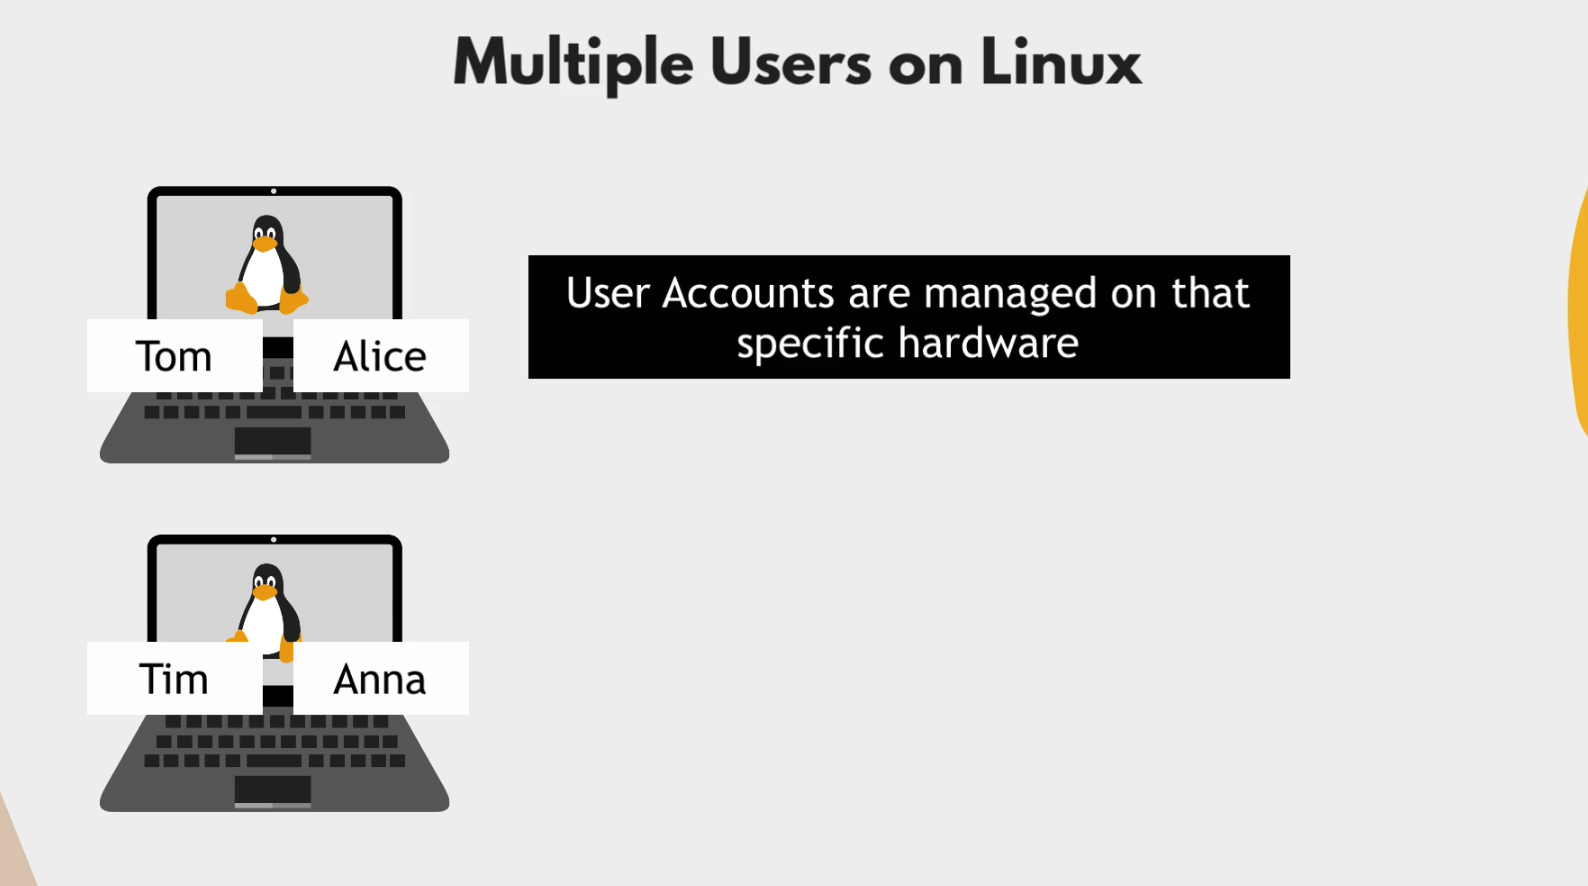 Multiple Users on Linux
Tom
Alice
User Accounts are managed on that
specific hardware
Tim
Anna